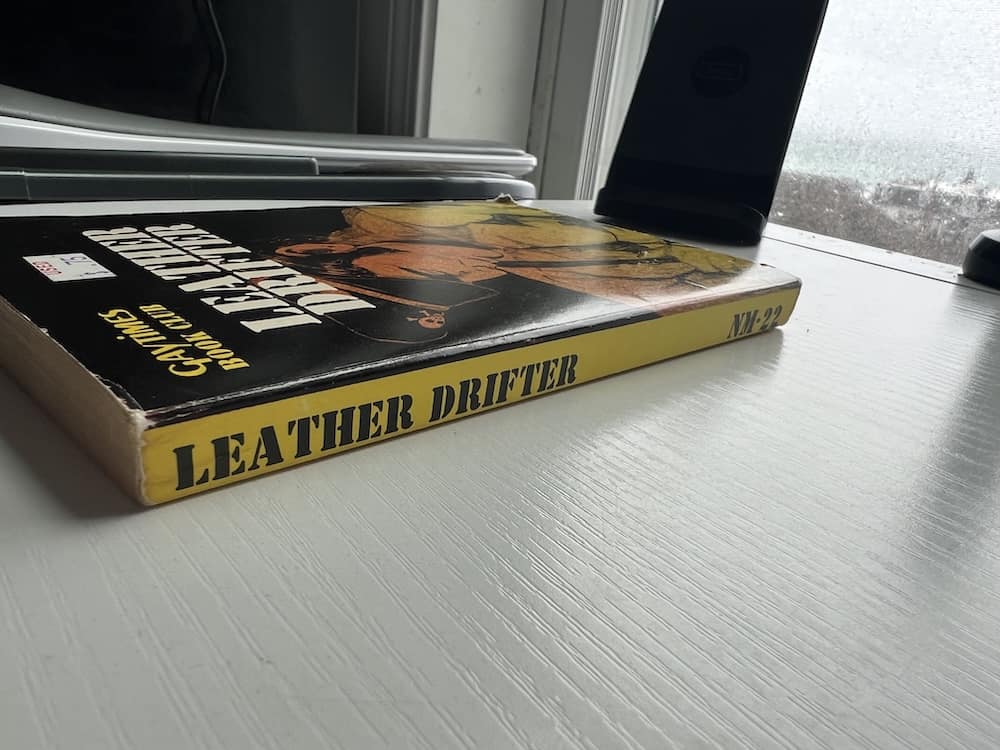 LEATHER
DRIFTER
GAYTIMES
BOOK CLUB
LEATHER DRIFTER
NM-22